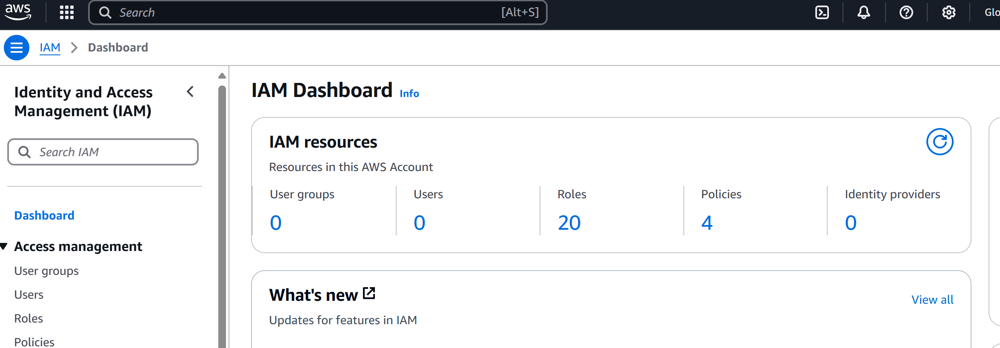 aws
Search [Alt+S]
Glo
IAM Dashboard
Identity and Access
Management (IAM)
Search IAM
Dashboard
Access management
User groups
Users
Roles
Policies
IAM Dashboard Info
IAM resources
Resources in this AWS Account
User groups Users Roles Policies Identity providers
0 0 20 4 0
What's new
View all
Updates for features in IAM